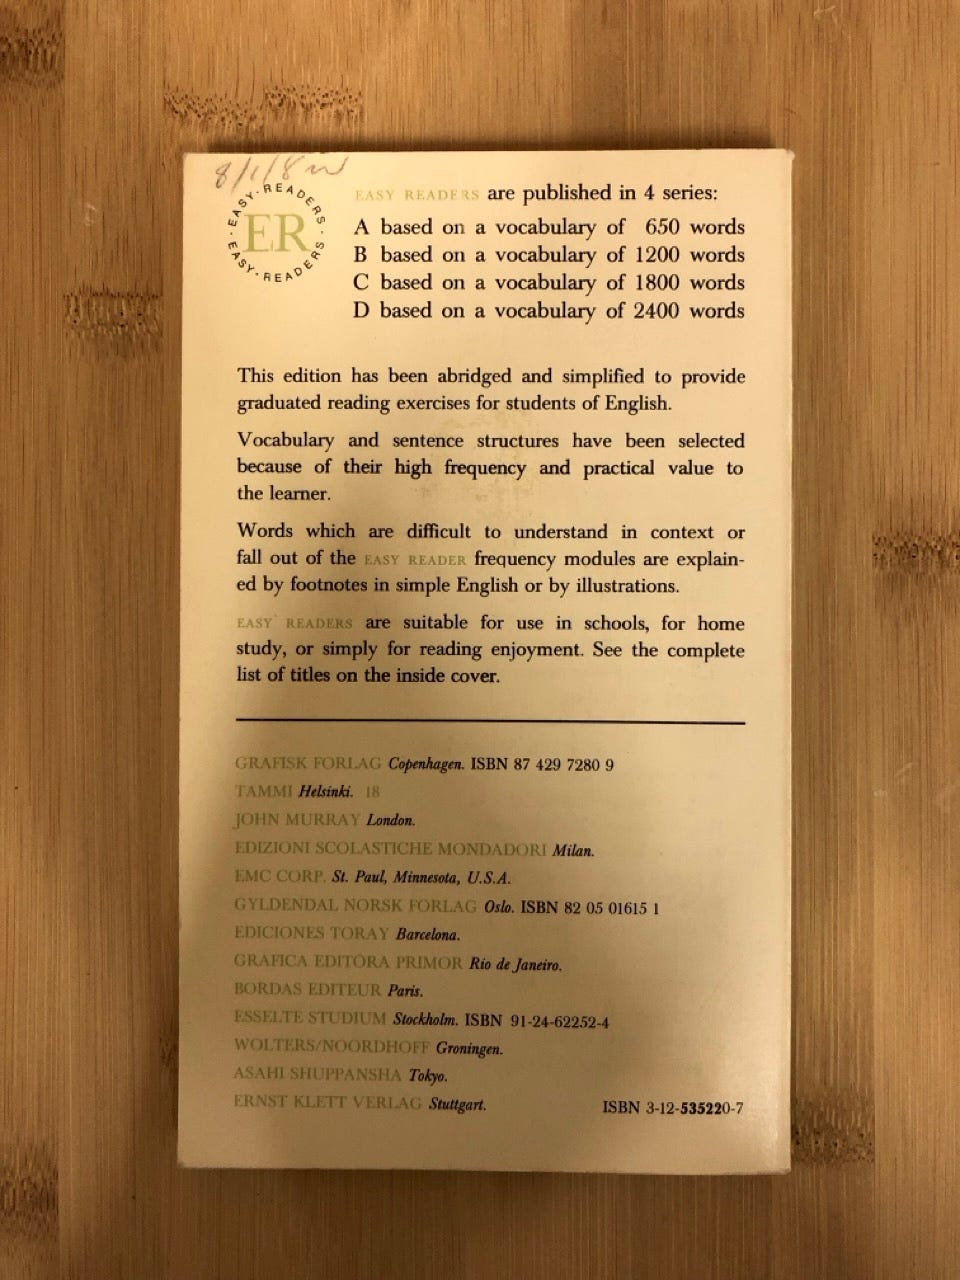 EASY · READERS · EASY · READERS ·
ER
EASY READERS are published in 4 series:
A based on a vocabulary of 650 words
B based on a vocabulary of 1200 words
C based on a vocabulary of 1800 words
D based on a vocabulary of 2400 words
This edition has been abridged and simplified to provide
graduated reading exercises for students of English.
Vocabulary and sentence structures have been selected
because of their high frequency and practical value to
the learner.
Words which are difficult to understand in context or
fall out of the EASY READER frequency modules are explain-
ed by footnotes in simple English or by illustrations.
EASY READERS are suitable for use in schools, for home
study, or simply for reading enjoyment. See the complete
list of titles on the inside cover.
GRAFISK FORLAG Copenhagen. ISBN 87 429 7280 9
TAMMI Helsinki. 18
JOHN MURRAY London.
EDIZIONI SCOLASTICHE MONDADORI Milan.
EMC CORP. St. Paul, Minnesota, U.S.A.
GYLDENDAL NORSK FORLAG Oslo. ISBN 82 05 01615 1
EDICIONES TORAY Barcelona.
GRAFICA EDITORA PRIMOR Rio de Janeiro.
BORDAS EDITEUR Paris.
ESSELTE STUDIUM Stockholm. ISBN 91-24-62252-4
WOLTERS/NOORDHOFF Groningen.
ASAHI SHUPPANSHA Tokyo.
ERNST KLETT VERLAG Stuttgart.
ISBN 3-12-535220-7